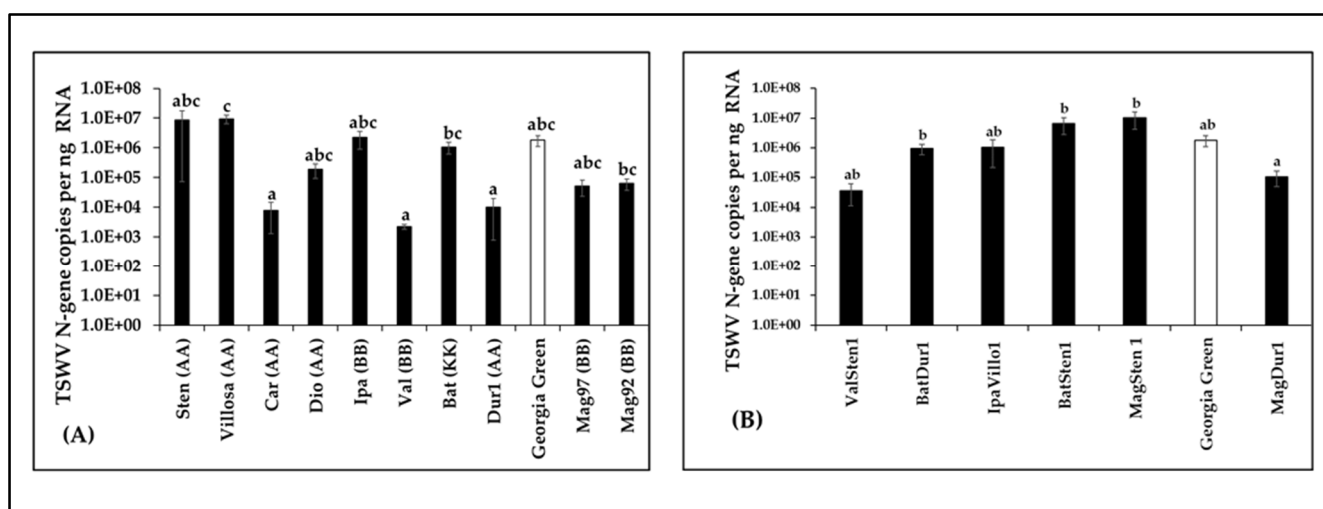 TSWV N-gene copies per ng RNA
1.0E+08
1.0E+07
1.0E+06
1.0E+05
1.0E+04
1.0E+03
1.0E+02
1.0E+01
1.0E+00
abc
c
a
abc
abc
a
bc
a
abc
abc
bc
Sten (AA)
Villosa (AA)
Car (AA)
Dio (AA)
Ipa (BB)
Val (BB)
Bat (KK)
Dur1 (AA)
Georgia Green
Mag97 (BB)
Mag92 (BB)
(A)
TSWV N-gene copies per ng RNA
1.0E+08
1.0E+07
1.0E+06
1.0E+05
1.0E+04
1.0E+03
1.0E+02
1.0E+01
1.0E+00
ab
b
ab
b
b
ab
a
ValSten1
BatDur1
IpaVillo1
BatSten1
MagSten 1
Georgia Green
MagDur1
(B)